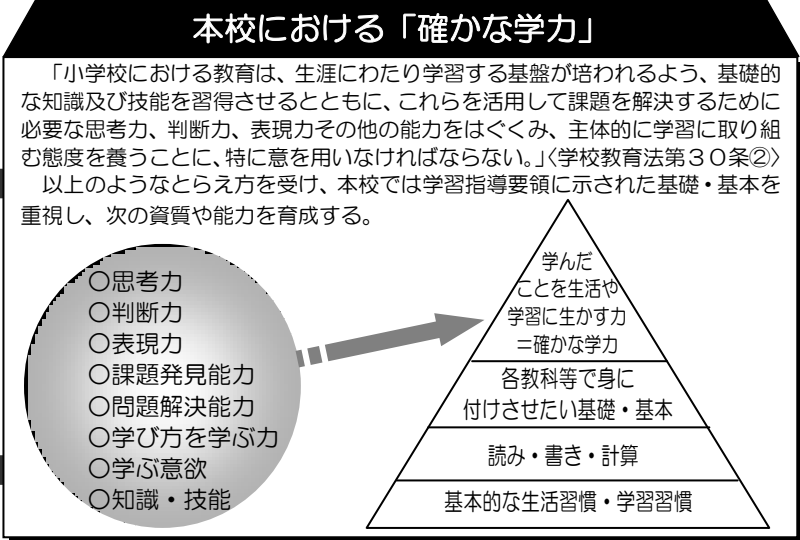 本校における「確かな学力」
「小学校における教育は、生涯にわたり学習する基盤が培われるよう、基礎的
な知識及び技能を習得させるとともに、これらを活用して課題を解決するために
必要な思考力、判断力、表現力その他の能力をはぐくみ、主体的に学習に取り組
む態度を養うことに、特に意を用いなければならない。」〈学校教育法第３０条②〉
以上のようなとらえ方を受け、本校では学習指導要領に示された基礎・基本を
重視し、次の資質や能力を育成する。
○思考力
○判断力
○表現力
○課題発見能力
○問題解決能力
○学び方を学ぶ力
○学ぶ意欲
○知識・技能
学んだ
ことを生活や
学習に生かす力
＝確かな学力
各教科等で身に
付けさせたい基礎・基本
読み・書き・計算
基本的な生活習慣・学習習慣